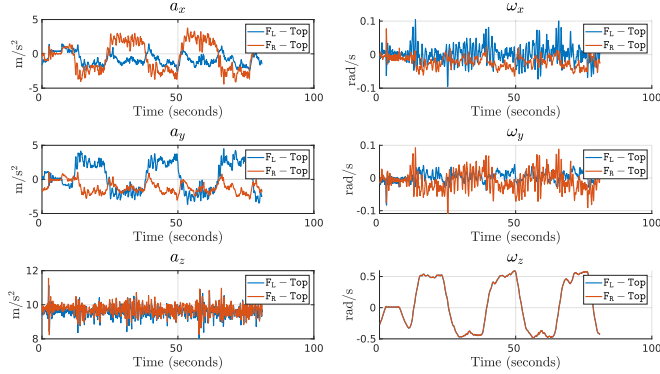 a_x
m/s²
5
0
-5
F_L − Top
F_R − Top
0 50 100
Time (seconds)
ω_x
rad/s
0.1
0
-0.1
F_L − Top
F_R − Top
0 50 100
Time (seconds)
a_y
m/s²
5
0
-5
F_L − Top
F_R − Top
0 50 100
Time (seconds)
ω_y
rad/s
0.1
0
-0.1
F_L − Top
F_R − Top
0 50 100
Time (seconds)
a_z
m/s²
12
10
8
F_L − Top
F_R − Top
0 50 100
Time (seconds)
ω_z
rad/s
0.5
0
-0.5
F_L − Top
F_R − Top
0 50 100
Time (seconds)